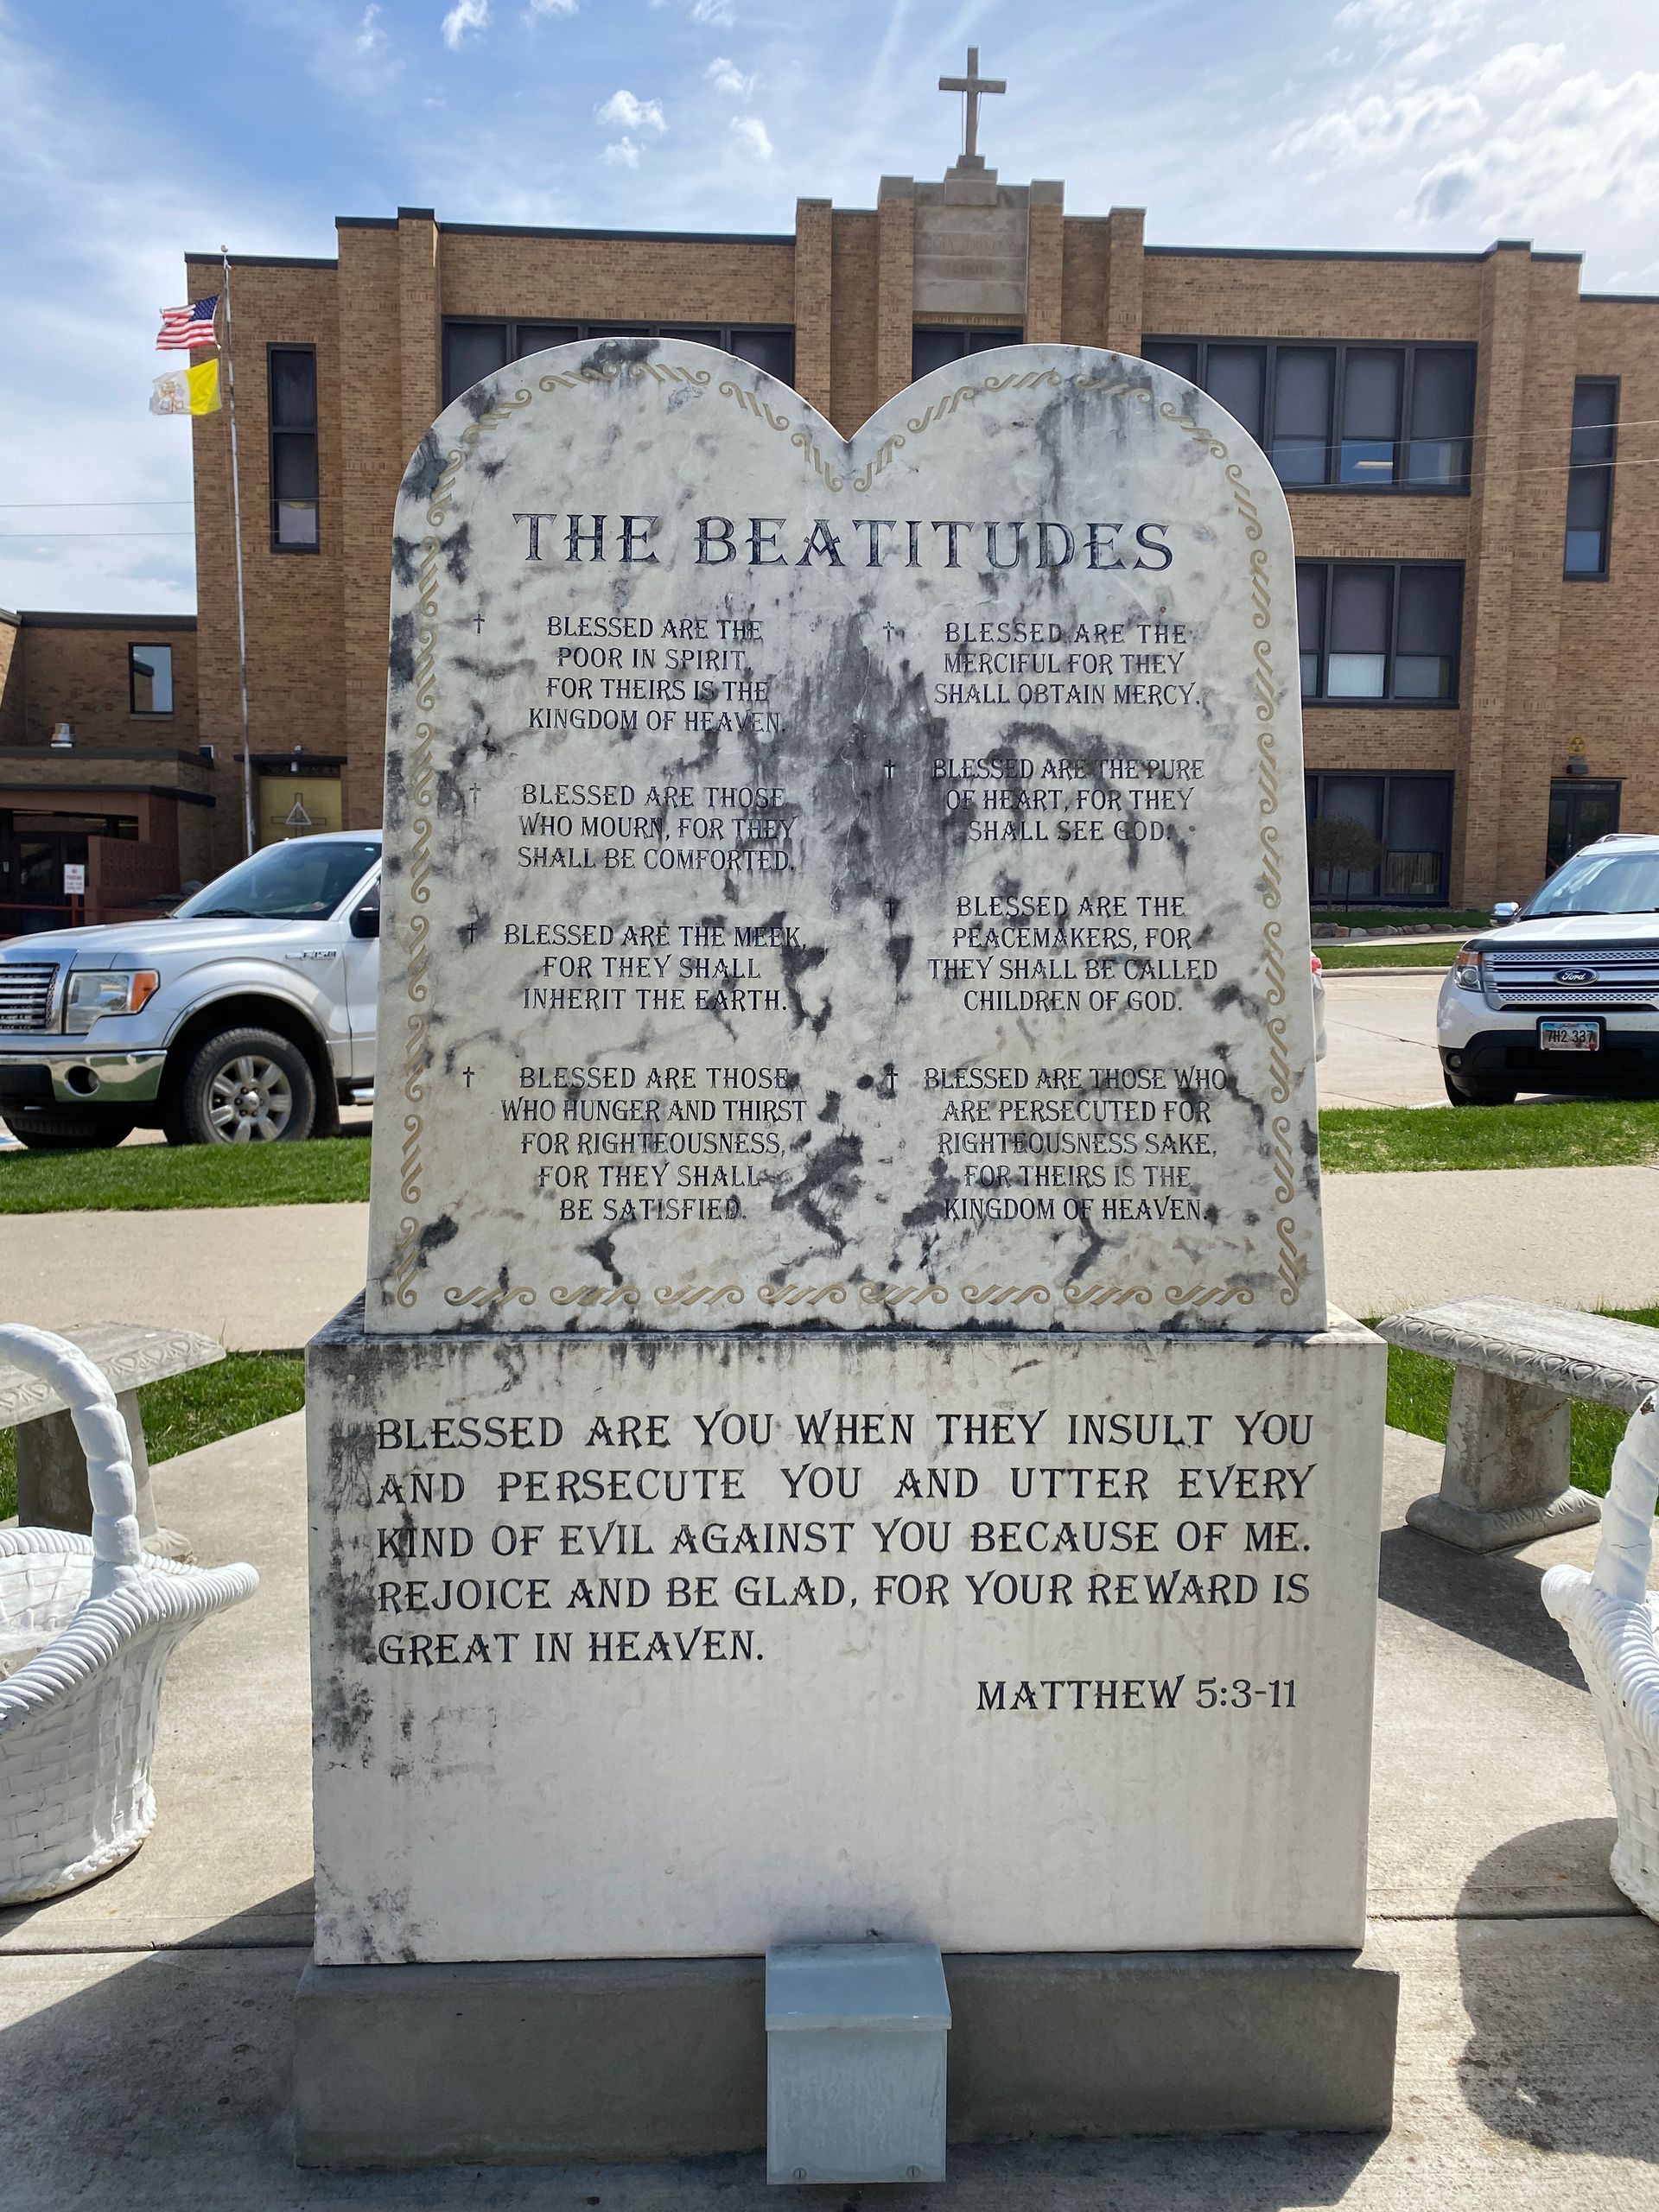 THE BEATITUDES
BLESSED ARE THE
POOR IN SPIRIT,
FOR THEIRS IS THE
KINGDOM OF HEAVEN.
BLESSED ARE THOSE
WHO MOURN, FOR THEY
SHALL BE COMFORTED.
BLESSED ARE THE MEEK,
FOR THEY SHALL
INHERIT THE EARTH.
BLESSED ARE THOSE
WHO HUNGER AND THIRST
FOR RIGHTEOUSNESS,
FOR THEY SHALL
BE SATISFIED.
BLESSED ARE THE
MERCIFUL FOR THEY
SHALL OBTAIN MERCY.
BLESSED ARE THE PURE
OF HEART, FOR THEY
SHALL SEE GOD.
BLESSED ARE THE
PEACEMAKERS, FOR
THEY SHALL BE CALLED
CHILDREN OF GOD.
BLESSED ARE THOSE WHO
ARE PERSECUTED FOR
RIGHTEOUSNESS SAKE,
FOR THEIRS IS THE
KINGDOM OF HEAVEN.
BLESSED ARE YOU WHEN THEY INSULT YOU
AND PERSECUTE YOU AND UTTER EVERY
KIND OF EVIL AGAINST YOU BECAUSE OF ME.
REJOICE AND BE GLAD, FOR YOUR REWARD IS
GREAT IN HEAVEN.
MATTHEW 5:3-11
F-150
Ford
7H2 337